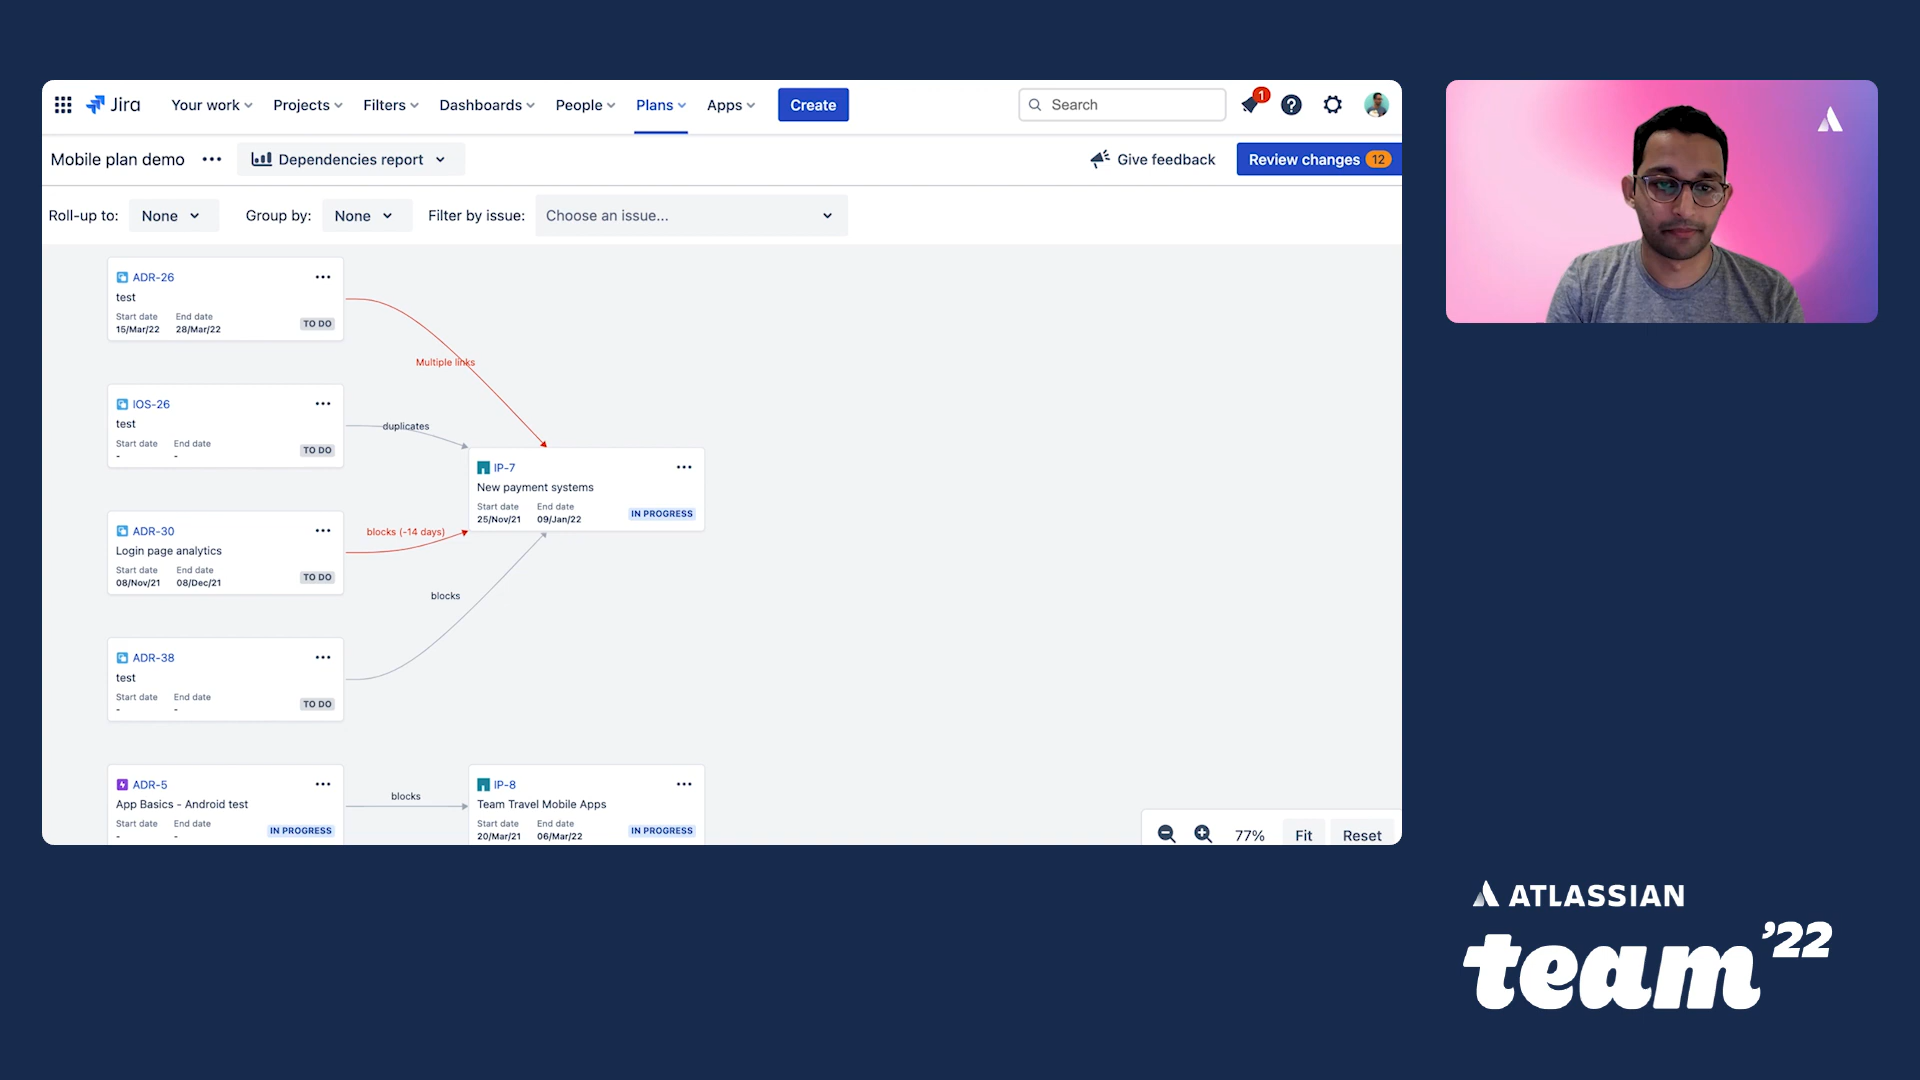 Jira
Your work
Projects
Filters
Dashboards
People
Plans
Apps
Create
Search
1
Mobile plan demo
Dependencies report
Give feedback
Review changes 12
Roll-up to: None
Group by: None
Filter by issue: Choose an issue...
ADR-26
test
Start date End date
15/Mar/22 28/Mar/22 TO DO
Multiple links
IOS-26
test
Start date End date
- - TO DO
duplicates
IP-7
New payment systems
Start date End date
25/Nov/21 09/Jan/22 IN PROGRESS
ADR-30
Login page analytics
Start date End date
08/Nov/21 08/Dec/21 TO DO
blocks (-14 days)
blocks
ADR-38
test
Start date End date
- - TO DO
ADR-5
App Basics - Android test
Start date End date
- - IN PROGRESS
blocks
IP-8
Team Travel Mobile Apps
Start date End date
20/Mar/21 06/Mar/22 IN PROGRESS
77%
Fit
Reset
ATLASSIAN
team '22